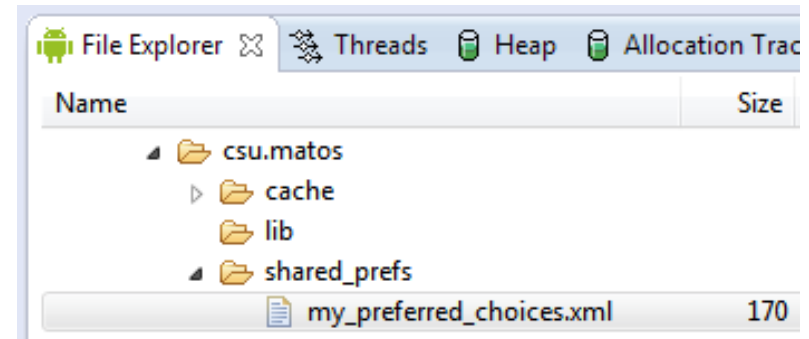 File Explorer Threads Heap Allocation Trac
Name Size
csu.matos
cache
lib
shared_prefs
my_preferred_choices.xml 170